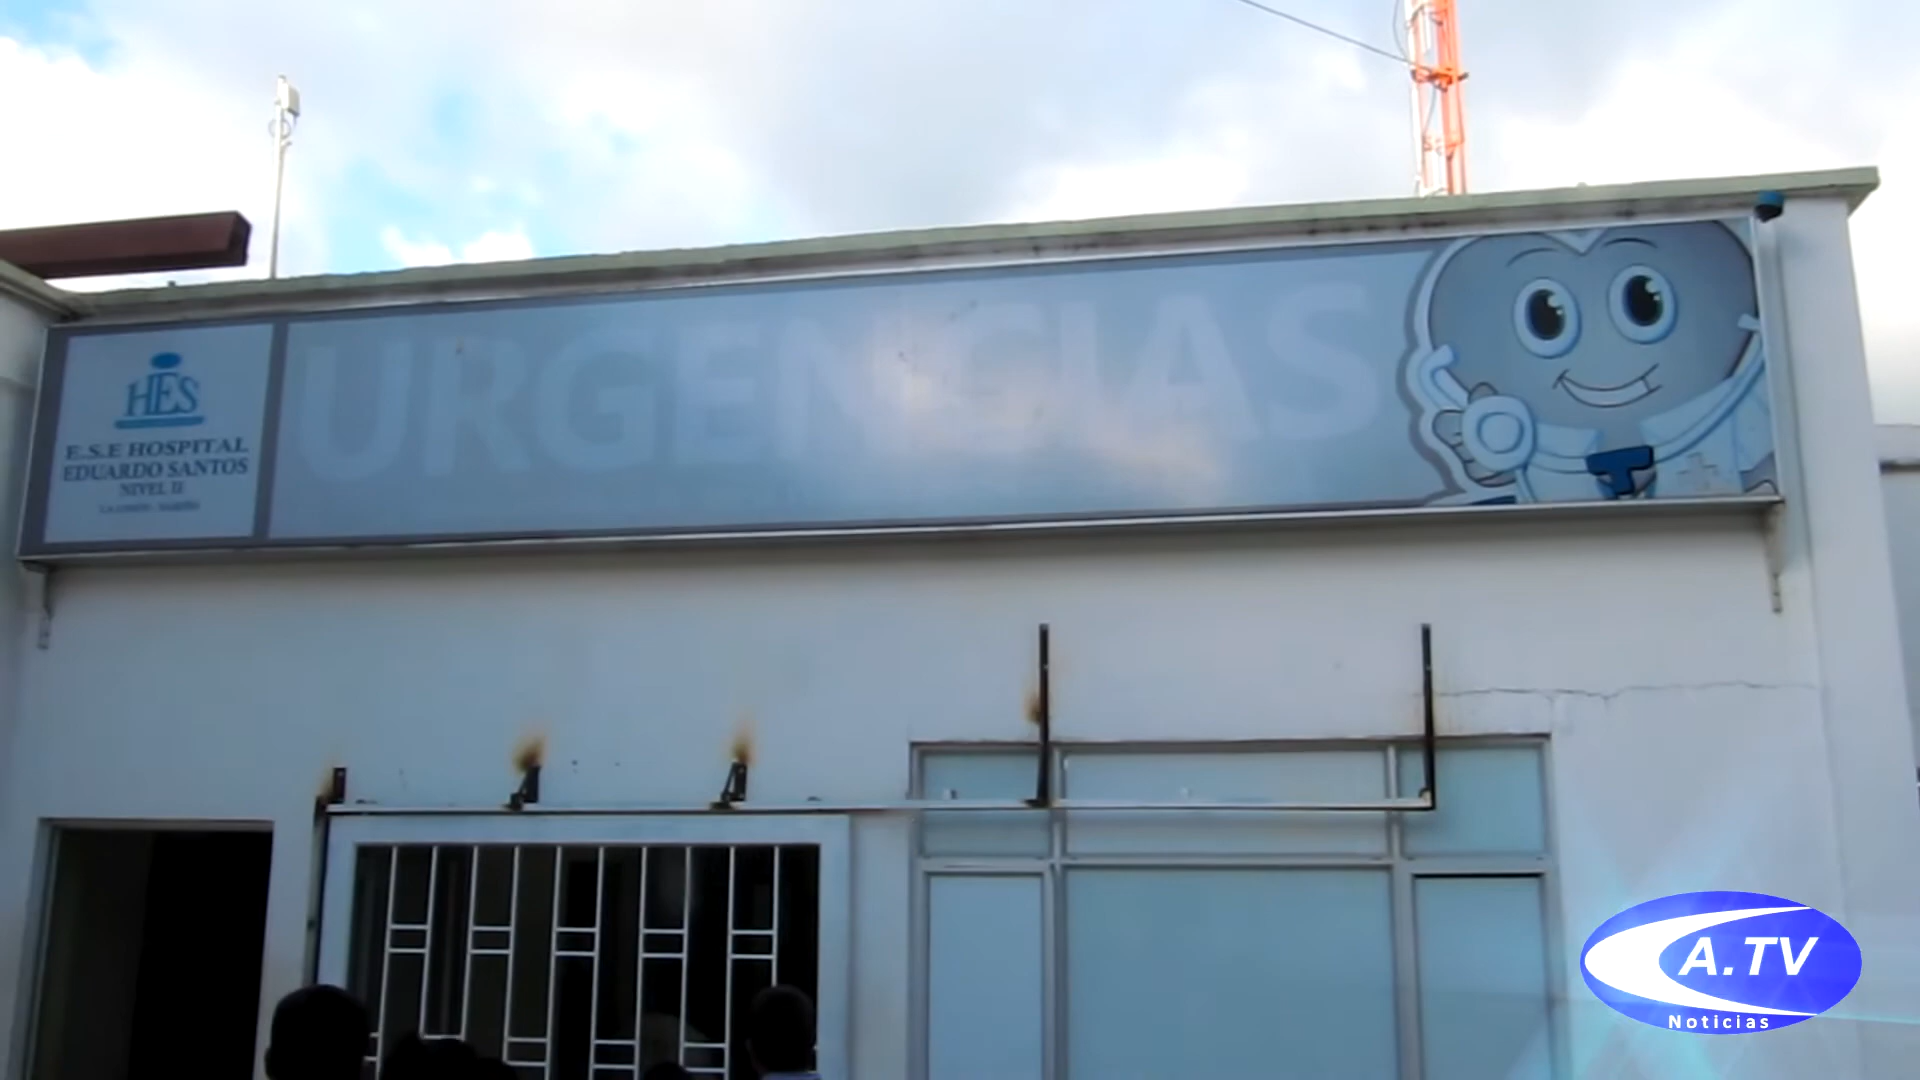 HES
E.S.E HOSPITAL
EDUARDO SANTOS
NIVEL II
URGENCIAS
A.TV
Noticias